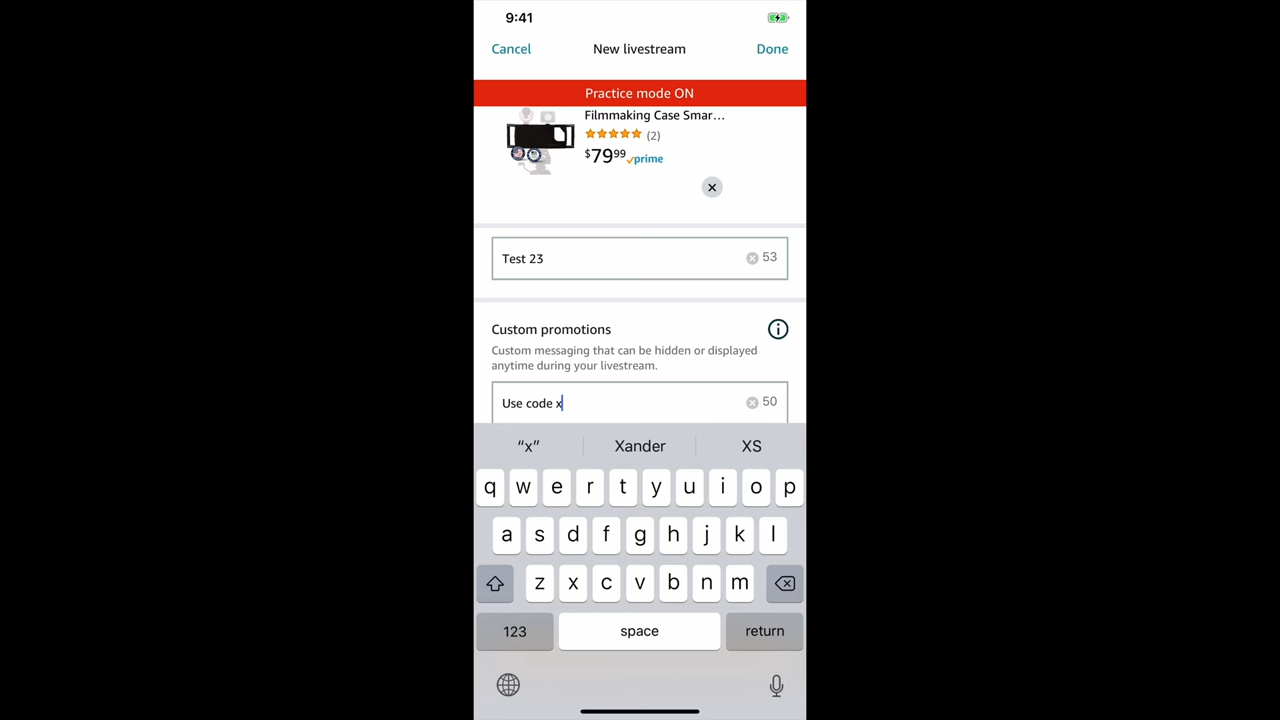 9:41
Cancel New livestream Done
Practice mode ON
Filmmaking Case Smar…
(2)
$7999 prime
Test 23 53
Custom promotions
Custom messaging that can be hidden or displayed
anytime during your livestream.
Use code x 50
“x” Xander XS
q w e r t y u i o p
a s d f g h j k l
z x c v b n m
123 space return